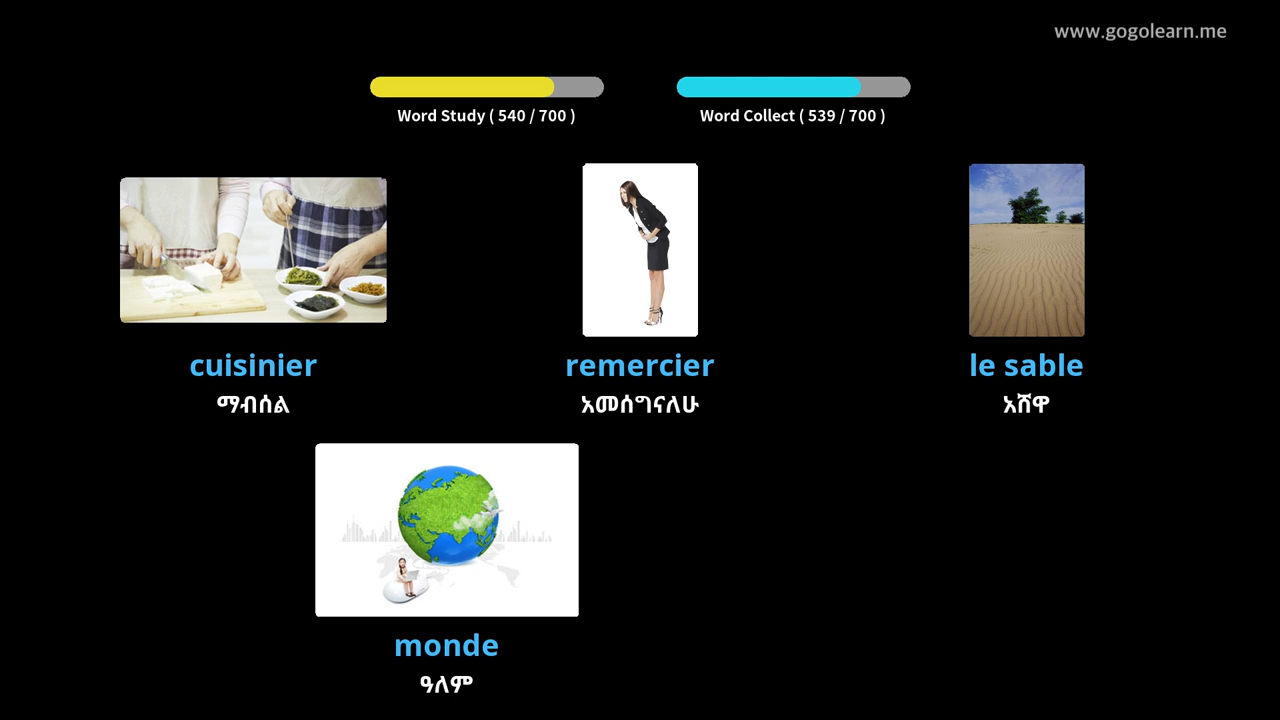 www.gogolearn.me
Word Study ( 540 / 700 )
Word Collect ( 539 / 700 )
cuisinier
ማብሰል
remercier
አመሰግናለሁ
le sable
አሸዋ
monde
ዓለም